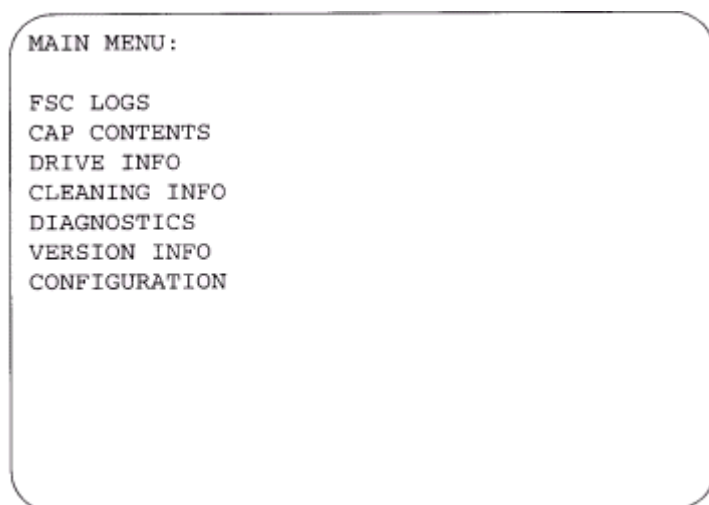 MAIN MENU:
FSC LOGS
CAP CONTENTS
DRIVE INFO
CLEANING INFO
DIAGNOSTICS
VERSION INFO
CONFIGURATION